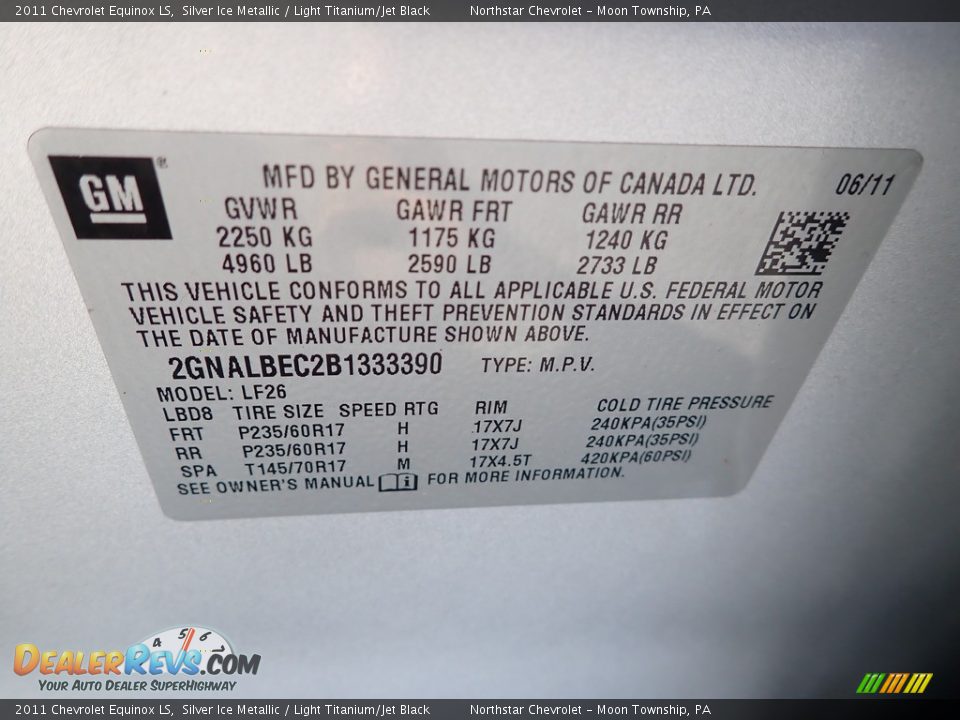 2011 Chevrolet Equinox LS, Silver Ice Metallic / Light Titanium/Jet Black Northstar Chevrolet - Moon Township, PA
GM ®
MFD BY GENERAL MOTORS OF CANADA LTD. 06/11
GVWR GAWR FRT GAWR RR
2250 KG 1175 KG 1240 KG
4960 LB 2590 LB 2733 LB
THIS VEHICLE CONFORMS TO ALL APPLICABLE U.S. FEDERAL MOTOR
VEHICLE SAFETY AND THEFT PREVENTION STANDARDS IN EFFECT ON
THE DATE OF MANUFACTURE SHOWN ABOVE.
2GNALBEC2B1333390 TYPE: M.P.V.
MODEL: LF26
LBD8 TIRE SIZE SPEED RTG RIM COLD TIRE PRESSURE
FRT P235/60R17 H 17X7J 240KPA(35PSI)
RR P235/60R17 H 17X7J 240KPA(35PSI)
SPA T145/70R17 M 17X4.5T 420KPA(60PSI)
SEE OWNER'S MANUAL i FOR MORE INFORMATION.
4 5 6
DEALERREVS.COM
YOUR AUTO DEALER SUPERHIGHWAY
2011 Chevrolet Equinox LS, Silver Ice Metallic / Light Titanium/Jet Black Northstar Chevrolet - Moon Township, PA